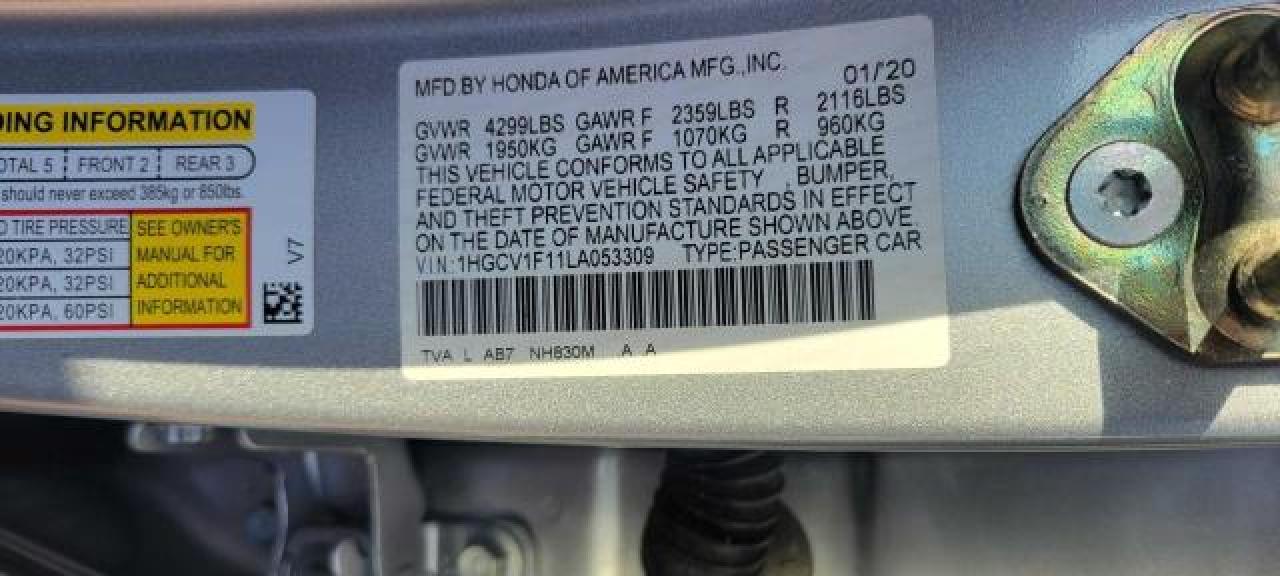 DING INFORMATION
OTAL 5 FRONT 2 REAR 3
should never exceed 385kg or 850lbs.
TIRE PRESSURE
20KPA, 32PSI
20KPA, 32PSI
20KPA, 60PSI
SEE OWNER'S
MANUAL FOR
ADDITIONAL
INFORMATION
V7
MFD.BY HONDA OF AMERICA MFG.,INC.
01/'20
GVWR 4299LBS GAWR F 2359LBS R 2116LBS
GVWR 1950KG GAWR F 1070KG R 960KG
THIS VEHICLE CONFORMS TO ALL APPLICABLE
FEDERAL MOTOR VEHICLE SAFETY , BUMPER,
AND THEFT PREVENTION STANDARDS IN EFFECT
ON THE DATE OF MANUFACTURE SHOWN ABOVE.
VIN:1HGCV1F11LA053309 TYPE:PASSENGER CAR
TVA L AB7 NH830M A A